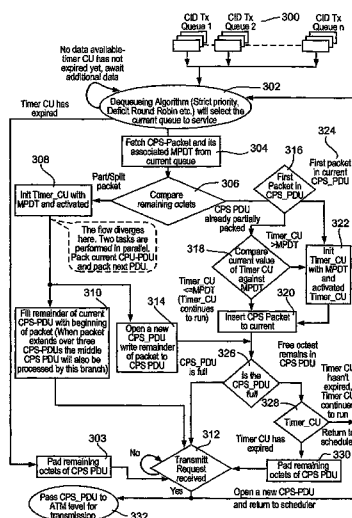 CID Tx
Queue 1
CID Tx
Queue 2
CID Tx
Queue n
300
No data available-
timer CU has not
expired yet, await
additional
data
302
Dequeueing Algorithm (Strict priority,
Deficit Round Robin etc.) will select the
current queue to service
Timer CU has
expired
Fetch CPS-Packet and its
associated MPDT from
current queue
304
324
First packet
in current
CPS_PDU
308
Init Timer_CU with
MPDT and activated
Part/Split
packet
306
Compare
remaining octets
316
First
Packet in
CPS_PDU
CPS PDU
already partially
packed
The flow diverges
here. Two tasks are
performed in parallel.
Pack current CPU-PDU
and pack next PDU.
318
Compare
current value
of Timer CU
against
MPDT
Timer_CU
>MPDT
322
Init
Timer_CU
with MPDT
and
activated
Timer_CU
Timer_CU
<=MPDT
(Timer_CU
continues
to run)
320
Insert CPS Packet
to current
310
Fill remainder of current
CPS-PDU with beginning
of packet (When packet
extends over three
CPS-PDUs the middle
CPS PDU will also be
processed by this branch)
314
Open a new
CPS_PDU
write remainder
of packet to
CPS PDU
326
Is the
CPS_PDU
full
CPS_PDU
is full
Free octest
remains in
CPS_PDU
328
Timer_CU
Timer CU
hasn't
expired,
Timer CU
continues
to run
Return to
scheduler
312
Transmitt
Request
received
No
Yes
Timer CU has
expired
330
Pad remaining
octets of CPS PDU
303
Pad remaining
octets of CPS PDU
Pass CPS_PDU to
ATM level for
transmission
332
Open a new CPS-PDU
and return to scheduler